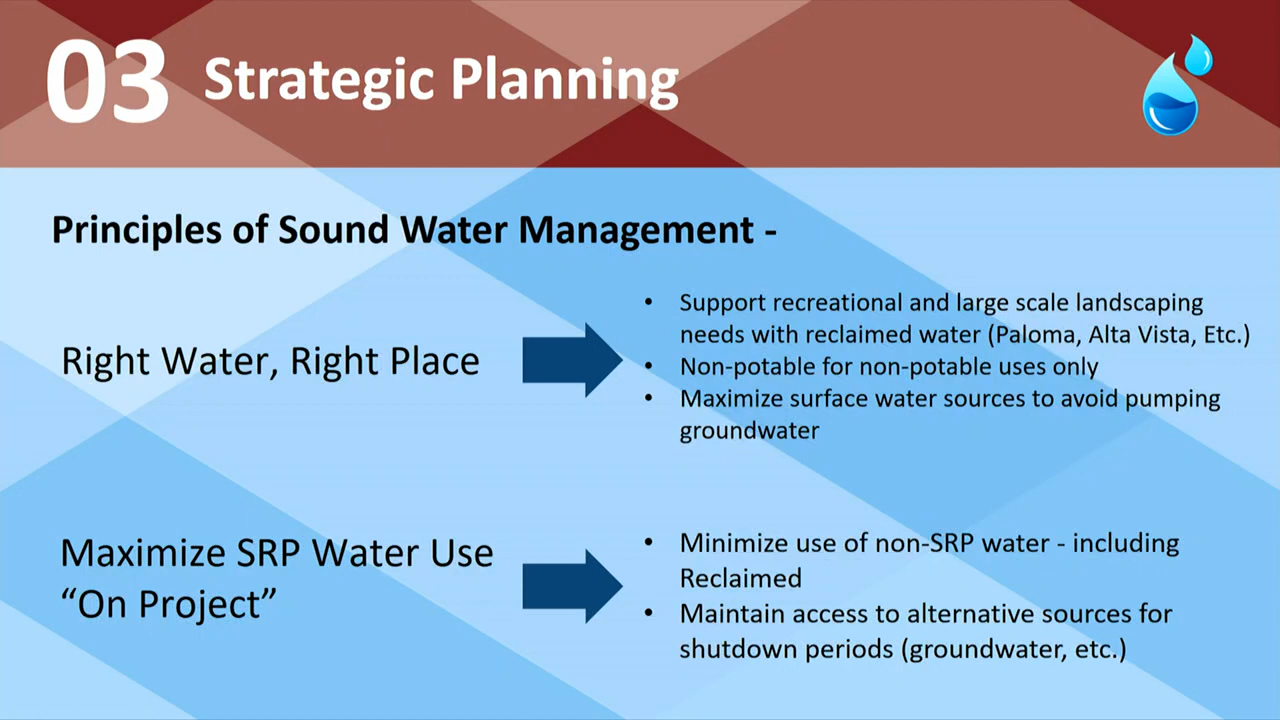 03 Strategic Planning
Principles of Sound Water Management -
Right Water, Right Place
• Support recreational and large scale landscaping
needs with reclaimed water (Paloma, Alta Vista, Etc.)
• Non-potable for non-potable uses only
• Maximize surface water sources to avoid pumping
groundwater
Maximize SRP Water Use
“On Project”
• Minimize use of non-SRP water - including
Reclaimed
• Maintain access to alternative sources for
shutdown periods (groundwater, etc.)